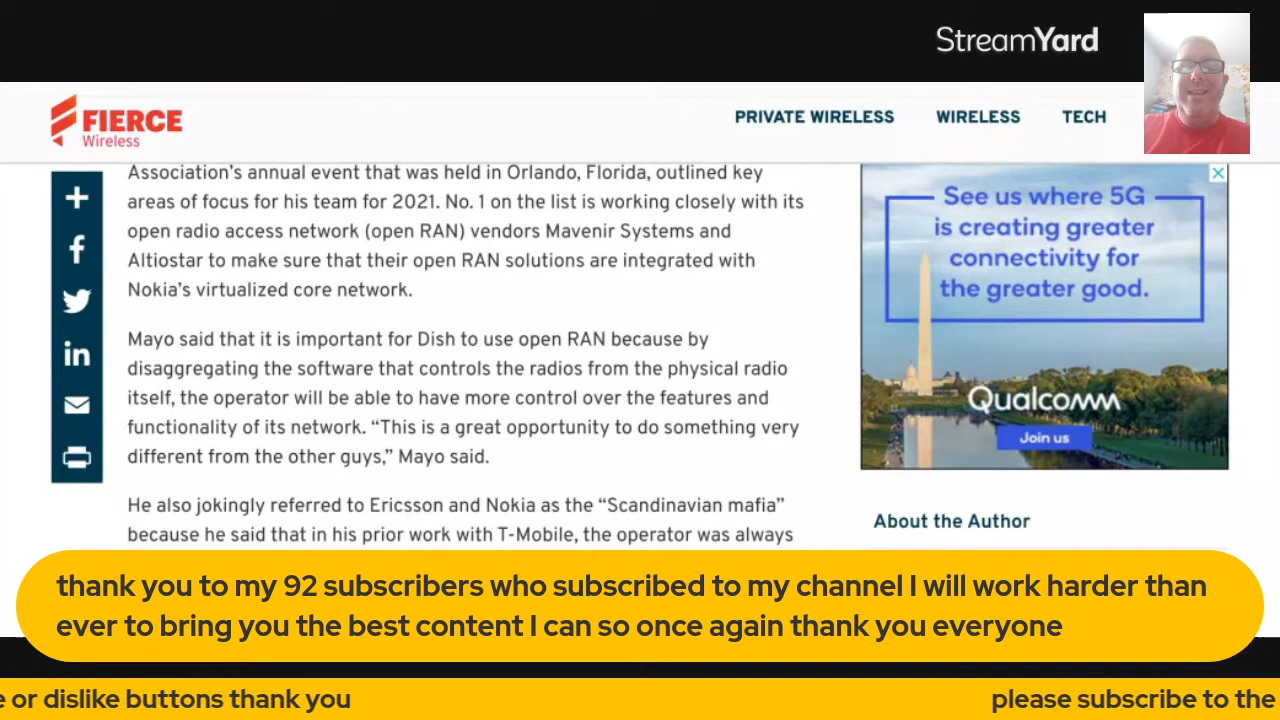 StreamYard
FIERCE
Wireless
PRIVATE WIRELESS WIRELESS TECH
Association’s annual event that was held in Orlando, Florida, outlined key
areas of focus for his team for 2021. No. 1 on the list is working closely with its
open radio access network (open RAN) vendors Mavenir Systems and
Altiostar to make sure that their open RAN solutions are integrated with
Nokia’s virtualized core network.
Mayo said that it is important for Dish to use open RAN because by
disaggregating the software that controls the radios from the physical radio
itself, the operator will be able to have more control over the features and
functionality of its network. “This is a great opportunity to do something very
different from the other guys,” Mayo said.
He also jokingly referred to Ericsson and Nokia as the “Scandinavian mafia”
because he said that in his prior work with T-Mobile, the operator was always
See us where 5G
is creating greater
connectivity for
the greater good.
Qualcomm
Join us
About the Author
thank you to my 92 subscribers who subscribed to my channel I will work harder than
ever to bring you the best content I can so once again thank you everyone
e or dislike buttons thank you
please subscribe to the